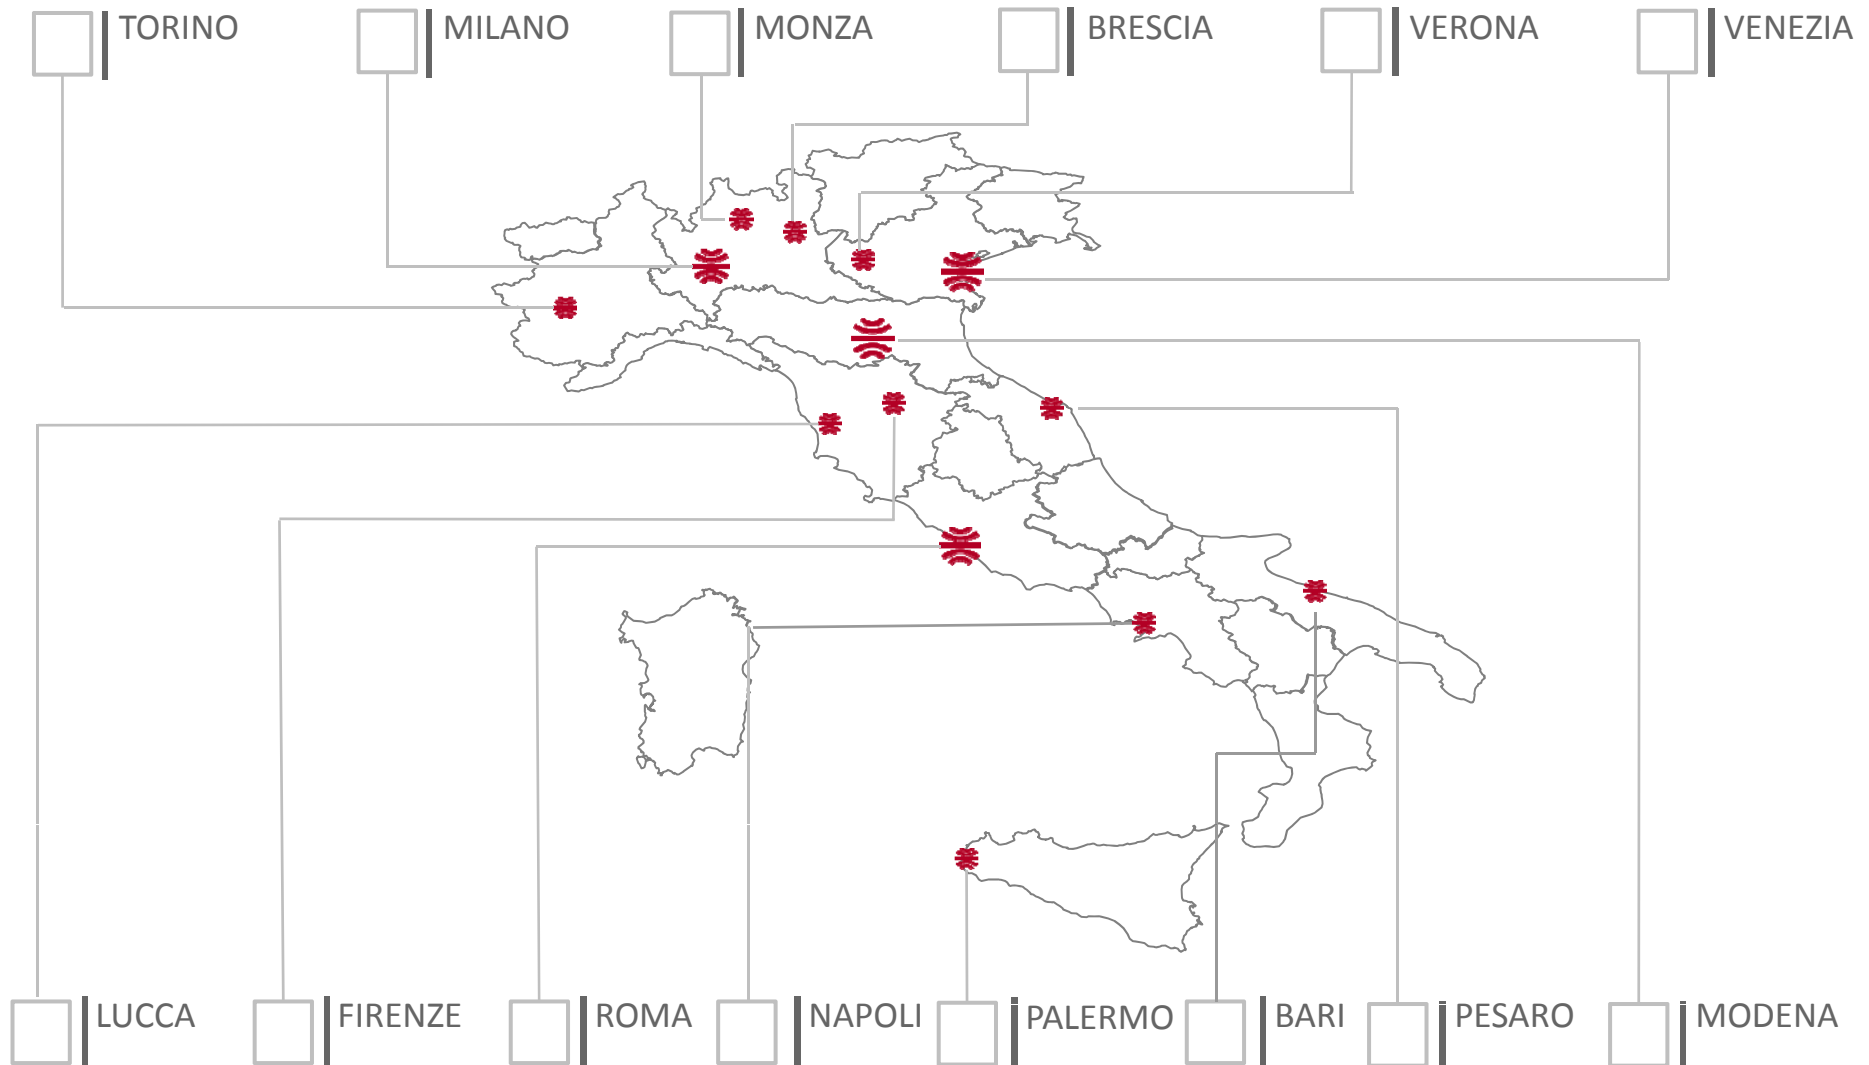 TORINO
MILANO
MONZA
BRESCIA
VERONA
VENEZIA
LUCCA
FIRENZE
ROMA
NAPOLI
PALERMO
BARI
PESARO
MODENA